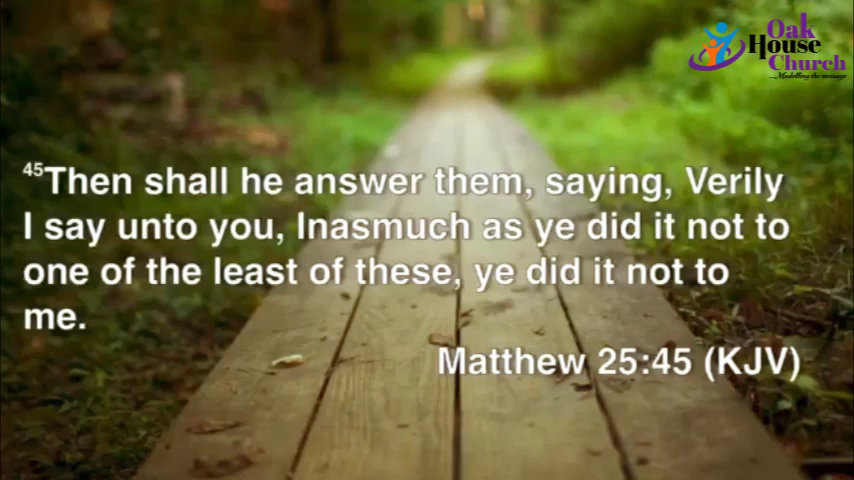 Oak
House
Church
...Modelling the message
45Then shall he answer them, saying, Verily
I say unto you, Inasmuch as ye did it not to
one of the least of these, ye did it not to
me.
Matthew 25:45 (KJV)